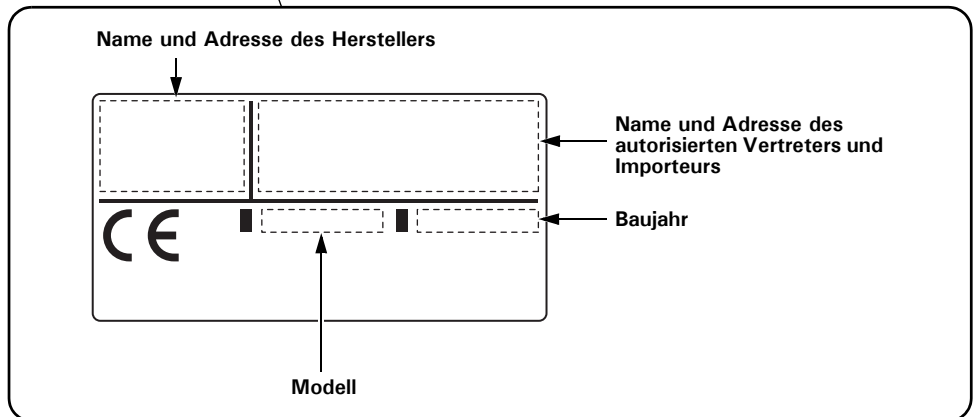 Name und Adresse des Herstellers
Name und Adresse des
autorisierten Vertreters und
Importeurs
CE
Baujahr
Modell